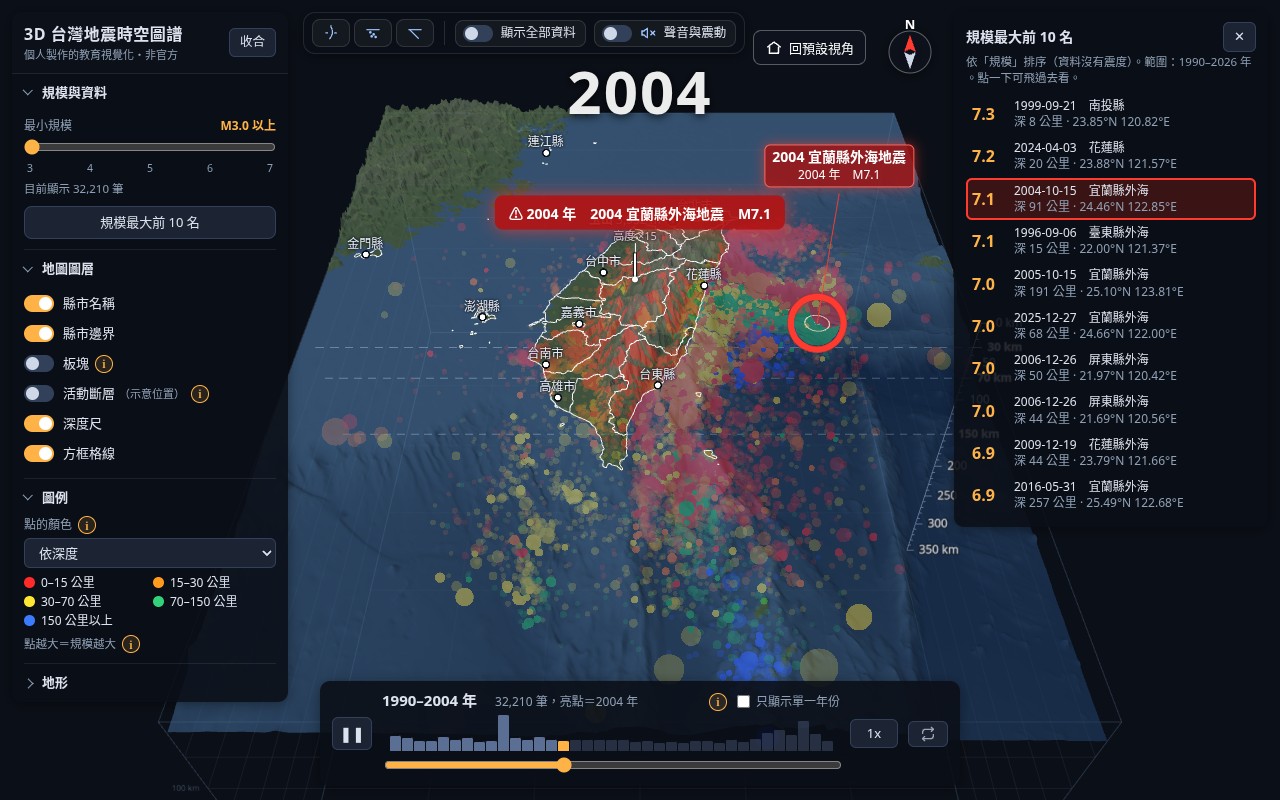 3D 台灣地震時空圖譜
個人製作的教育視覺化・非官方
收合
規模與資料
最小規模
M3.0 以上
3 4 5 6 7
目前顯示 32,210 筆
規模最大前 10 名
地圖圖層
縣市名稱
縣市邊界
板塊
活動斷層 (示意位置)
深度尺
方框格線
圖例
點的顏色
依深度
0–15 公里
15–30 公里
30–70 公里
70–150 公里
150 公里以上
點越大=規模越大
地形
顯示全部資料
聲音與震動
回預設視角
N
2004
連江縣
金門縣
澎湖縣
台中市
花蓮縣
嘉義市
台南市
高雄市
台東縣
2004 宜蘭縣外海地震
2004 年 M7.1
2004 年 2004 宜蘭縣外海地震 M7.1
30 km
70 km
100
150 km
200
250
300
350 km
100 km
規模最大前 10 名
×
依「規模」排序(資料沒有震度)。範圍:1990–2026 年
。點一下可飛過去看。
7.3 1999-09-21 南投縣
深 8 公里 · 23.85°N 120.82°E
7.2 2024-04-03 花蓮縣
深 20 公里 · 23.88°N 121.57°E
7.1 2004-10-15 宜蘭縣外海
深 91 公里 · 24.46°N 122.85°E
7.1 1996-09-06 臺東縣外海
深 15 公里 · 22.00°N 121.37°E
7.0 2005-10-15 宜蘭縣外海
深 191 公里 · 25.10°N 123.81°E
7.0 2025-12-27 宜蘭縣外海
深 68 公里 · 24.66°N 122.00°E
7.0 2006-12-26 屏東縣外海
深 50 公里 · 21.97°N 120.42°E
7.0 2006-12-26 屏東縣外海
深 44 公里 · 21.69°N 120.56°E
6.9 2009-12-19 花蓮縣外海
深 44 公里 · 23.79°N 121.66°E
6.9 2016-05-31 宜蘭縣外海
深 257 公里 · 25.49°N 122.68°E
1990–2004 年
32,210 筆,亮點=2004 年
只顯示單一年份
1x